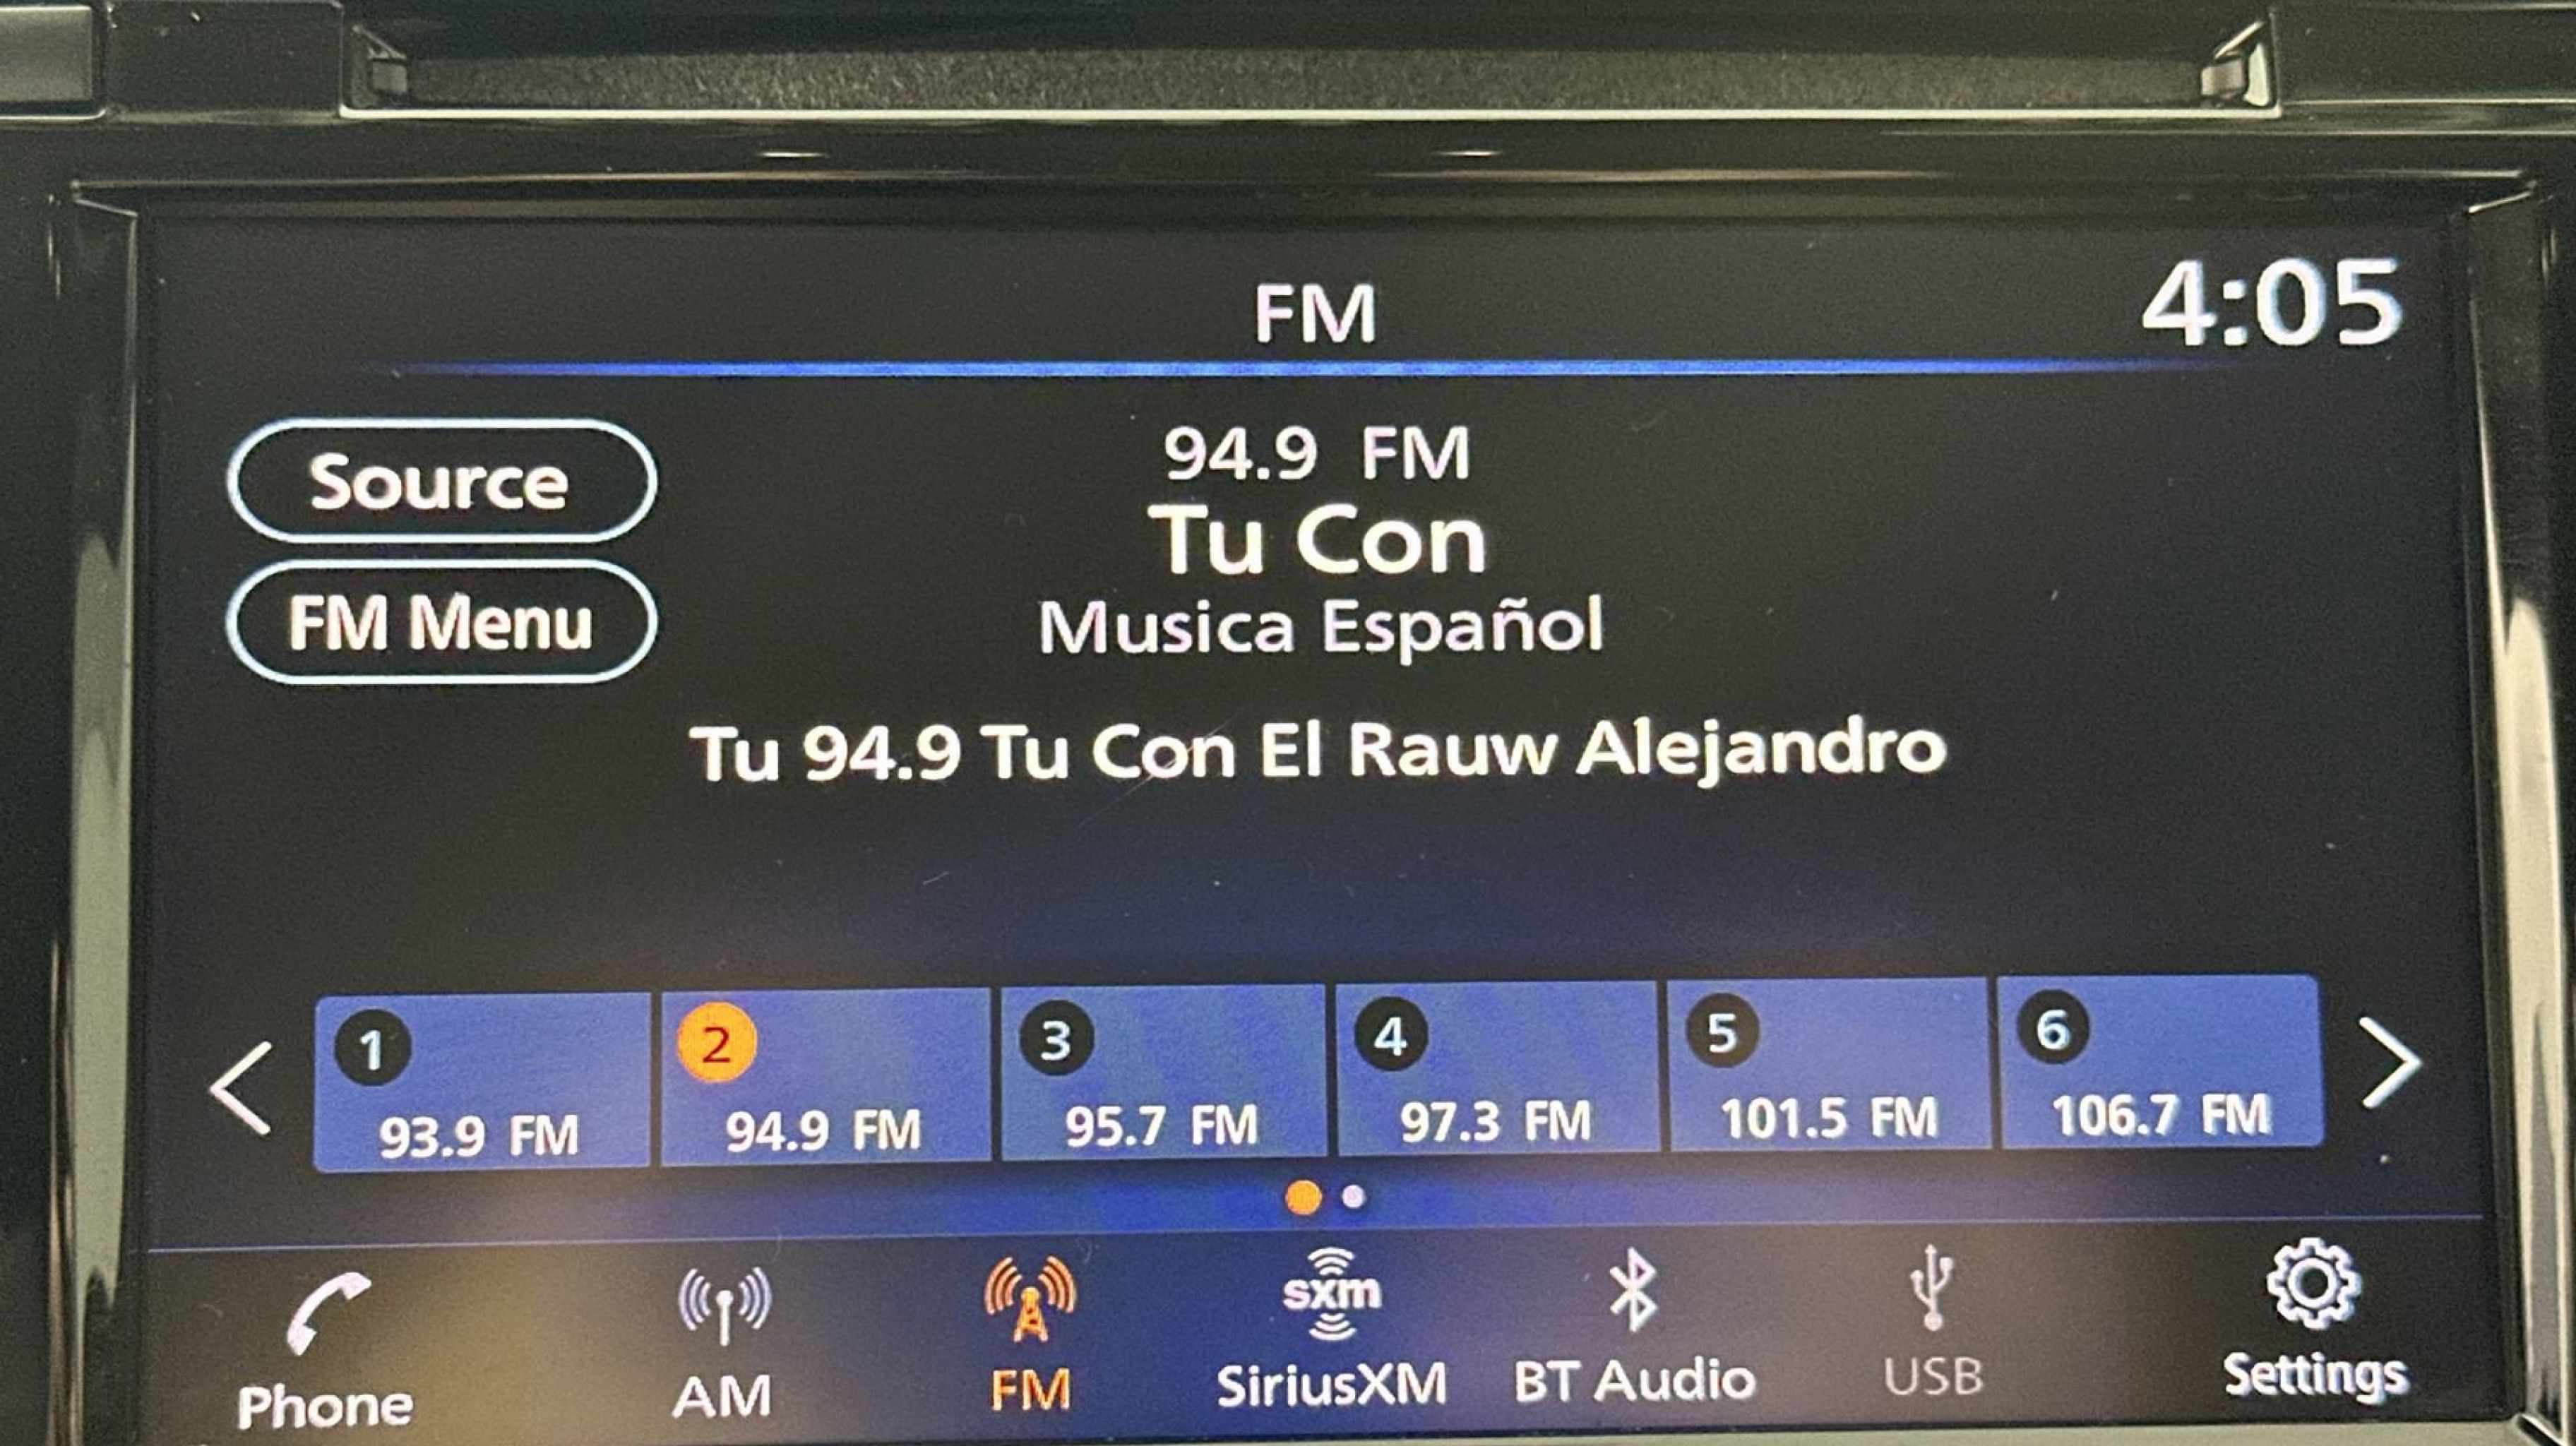 FM
4:05
Source
FM Menu
94.9 FM
Tu Con
Musica Español
Tu 94.9 Tu Con El Rauw Alejandro
1
93.9 FM
2
94.9 FM
3
95.7 FM
4
97.3 FM
5
101.5 FM
6
106.7 FM
Phone
AM
FM
sxm
SiriusXM
BT Audio
USB
Settings